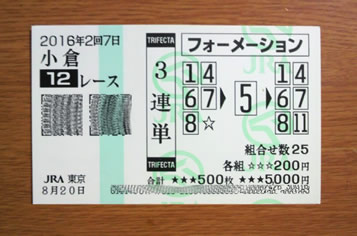 2016年2回7日
小倉
12レース
JRA 東京
8月20日
TRIFECTA
3連単
TRIFECTA
フォーメーション
1 4 1 4
6 7 ▶ 5 ▶ 6 7
8 ☆ 8 11
JRA
組合せ数25
各組 ☆☆☆200円
合計 ★★★500枚 ★★★5,000円